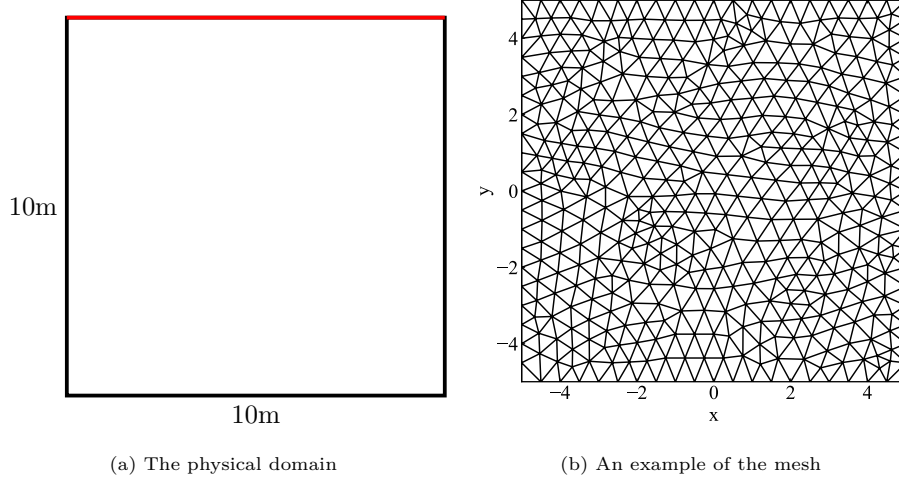 10m
10m
(a) The physical domain
4
2
0
−2
−4
y
−4 −2 0 2 4
x
(b) An example of the mesh